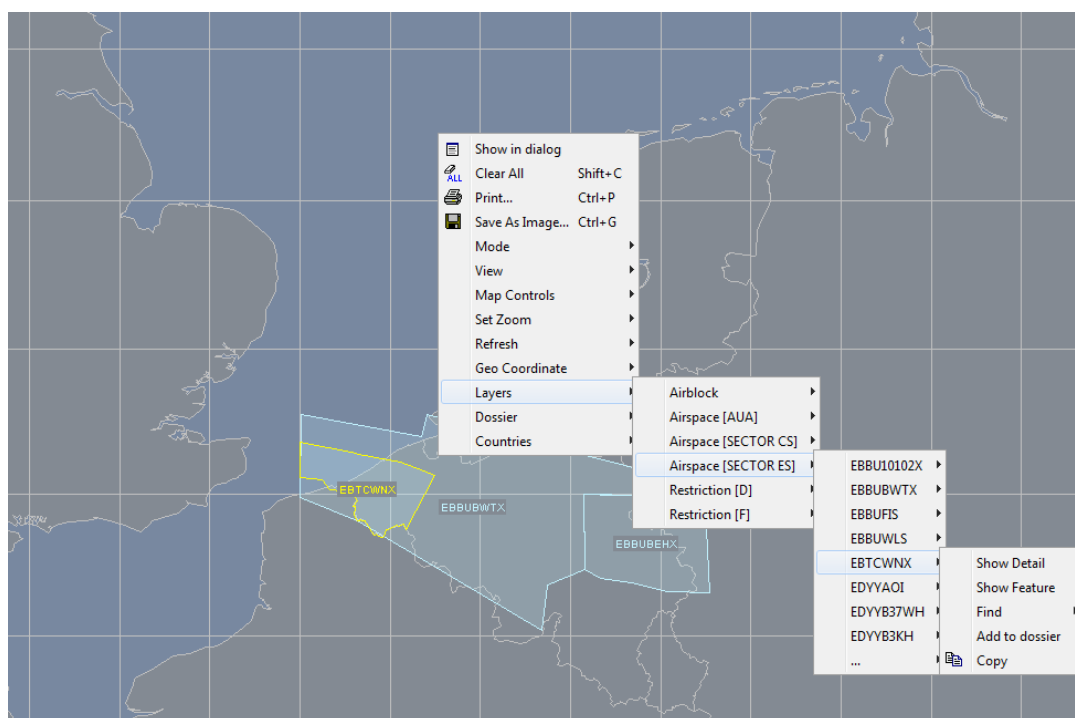 Show in dialog
ALL
Clear All Shift+C
Print... Ctrl+P
Save As Image... Ctrl+G
Mode
View
Map Controls
Set Zoom
Refresh
Geo Coordinate
Layers
Dossier
Countries
Airblock
Airspace [AUA]
Airspace [SECTOR CS]
Airspace [SECTOR ES]
Restriction [D]
Restriction [F]
EBBU10102X
EBBUBWTX
EBBUFIS
EBBUWLS
EBTCWNX
EDYYAOI
EDYYB37WH
EDYYB3KH
...
Show Detail
Show Feature
Find
Add to dossier
Copy
EBTCWNX
EBBUBWTX
EBBUBEHX